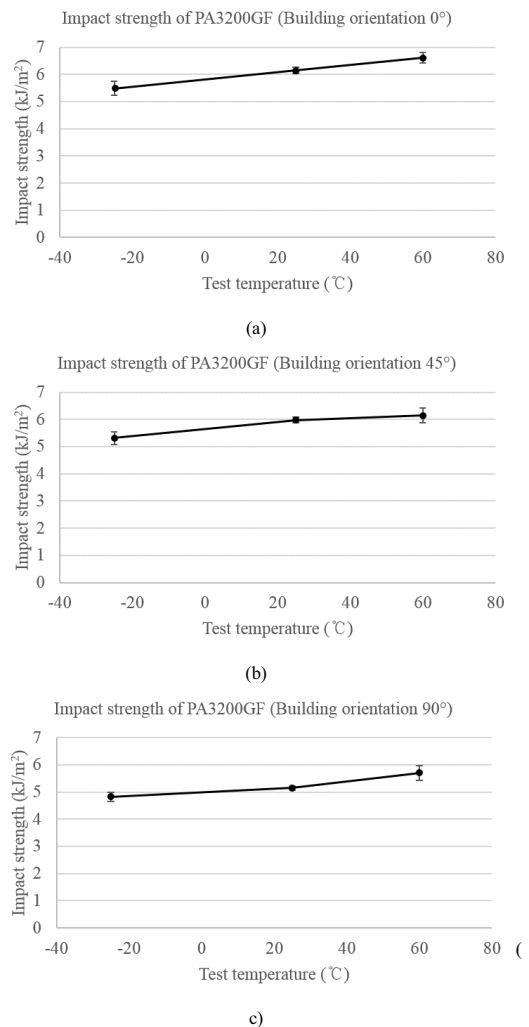 Impact strength of PA3200GF (Building orientation 0°)
Impact strength (kJ/m²)
7
6
5
4
3
2
1
0
-40 -20 0 20 40 60 80
Test temperature (℃)
(a)
Impact strength of PA3200GF (Building orientation 45°)
Impact strength (kJ/m²)
7
6
5
4
3
2
1
0
-40 -20 0 20 40 60 80
Test temperature (℃)
(b)
Impact strength of PA3200GF (Building orientation 90°)
Impact strength (kJ/m²)
7
6
5
4
3
2
1
0
-40 -20 0 20 40 60 80 (
Test temperature (℃)
c)